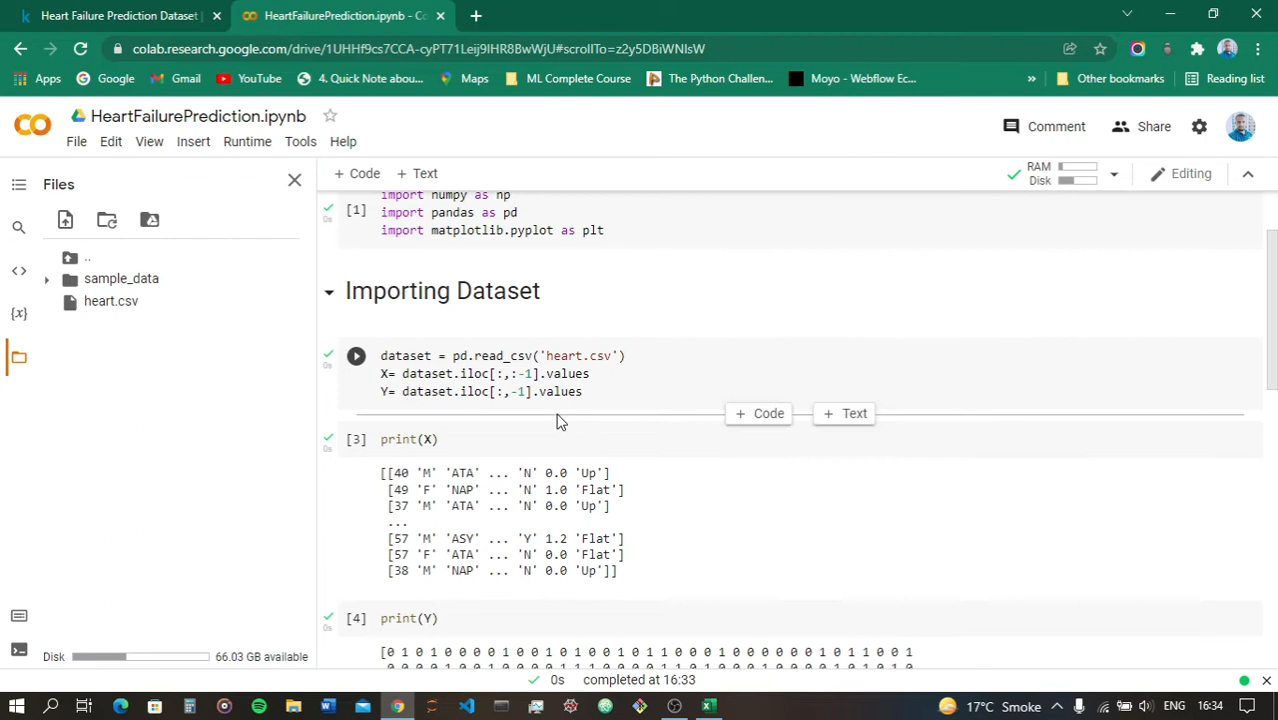 Heart Failure Prediction Dataset |
HeartFailurePrediction.ipynb - Co
colab.research.google.com/drive/1UHHf9cs7CCA-cyPT71Leij9IHR8BwWjU#scrollTo=z2y5DBiWNlsW
Apps
Google
Gmail
YouTube
4. Quick Note abou...
Maps
ML Complete Course
The Python Challen...
Moyo - Webflow Ec...
»
Other bookmarks
Reading list
HeartFailurePrediction.ipynb
File Edit View Insert Runtime Tools Help
Comment
Share
Files
+ Code + Text
RAM
Disk
Editing
..
sample_data
heart.csv
{x}
Disk
66.03 GB available
import numpy as np
[1] import pandas as pd
0s
import matplotlib.pyplot as plt
Importing Dataset
dataset = pd.read_csv('heart.csv')
0s
X= dataset.iloc[:,:-1].values
Y= dataset.iloc[:,-1].values
+ Code + Text
[3] print(X)
0s
[[40 'M' 'ATA' ... 'N' 0.0 'Up']
[49 'F' 'NAP' ... 'N' 1.0 'Flat']
[37 'M' 'ATA' ... 'N' 0.0 'Up']
...
[57 'M' 'ASY' ... 'Y' 1.2 'Flat']
[57 'F' 'ATA' ... 'N' 0.0 'Flat']
[38 'M' 'NAP' ... 'N' 0.0 'Up']]
[4] print(Y)
0s
[0 1 0 1 0 0 0 0 1 0 0 1 0 0 1 0 1 1 0 0 0 1 0 0 0 0 0 0 1 0 1 1 0 0 1
0s completed at 16:33
17°C Smoke
ENG
16:34